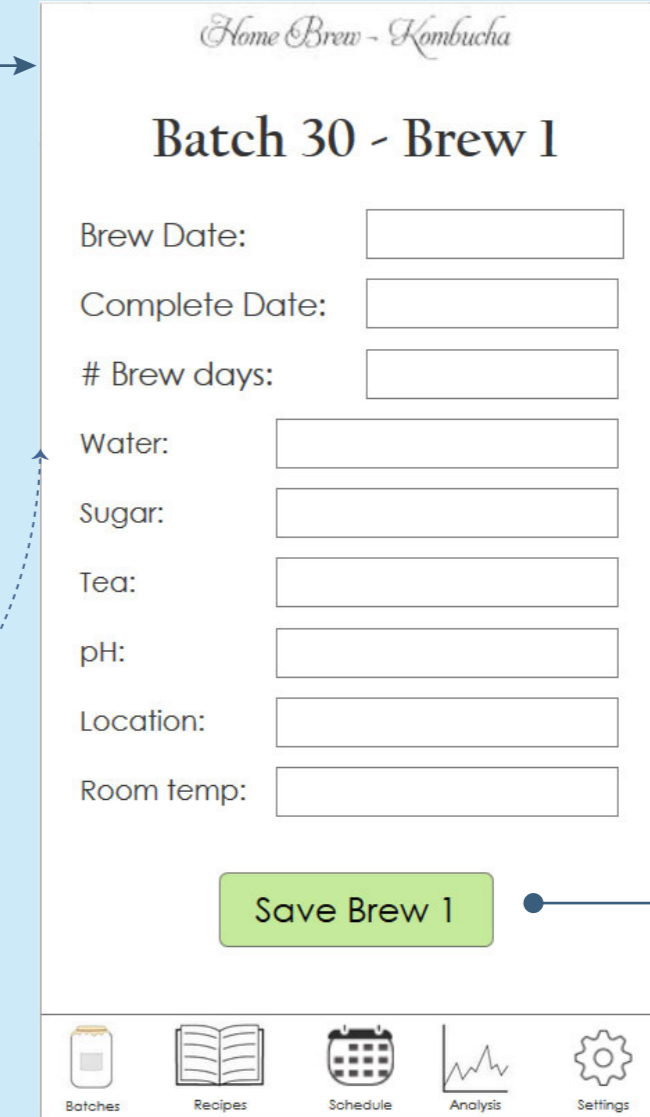 Home Brew - Kombucha
Batch 30 - Brew 1
Brew Date:
Complete Date:
# Brew days:
Water:
Sugar:
Tea:
pH:
Location:
Room temp:
Save Brew 1
Batches Recipes Schedule Analysis Settings